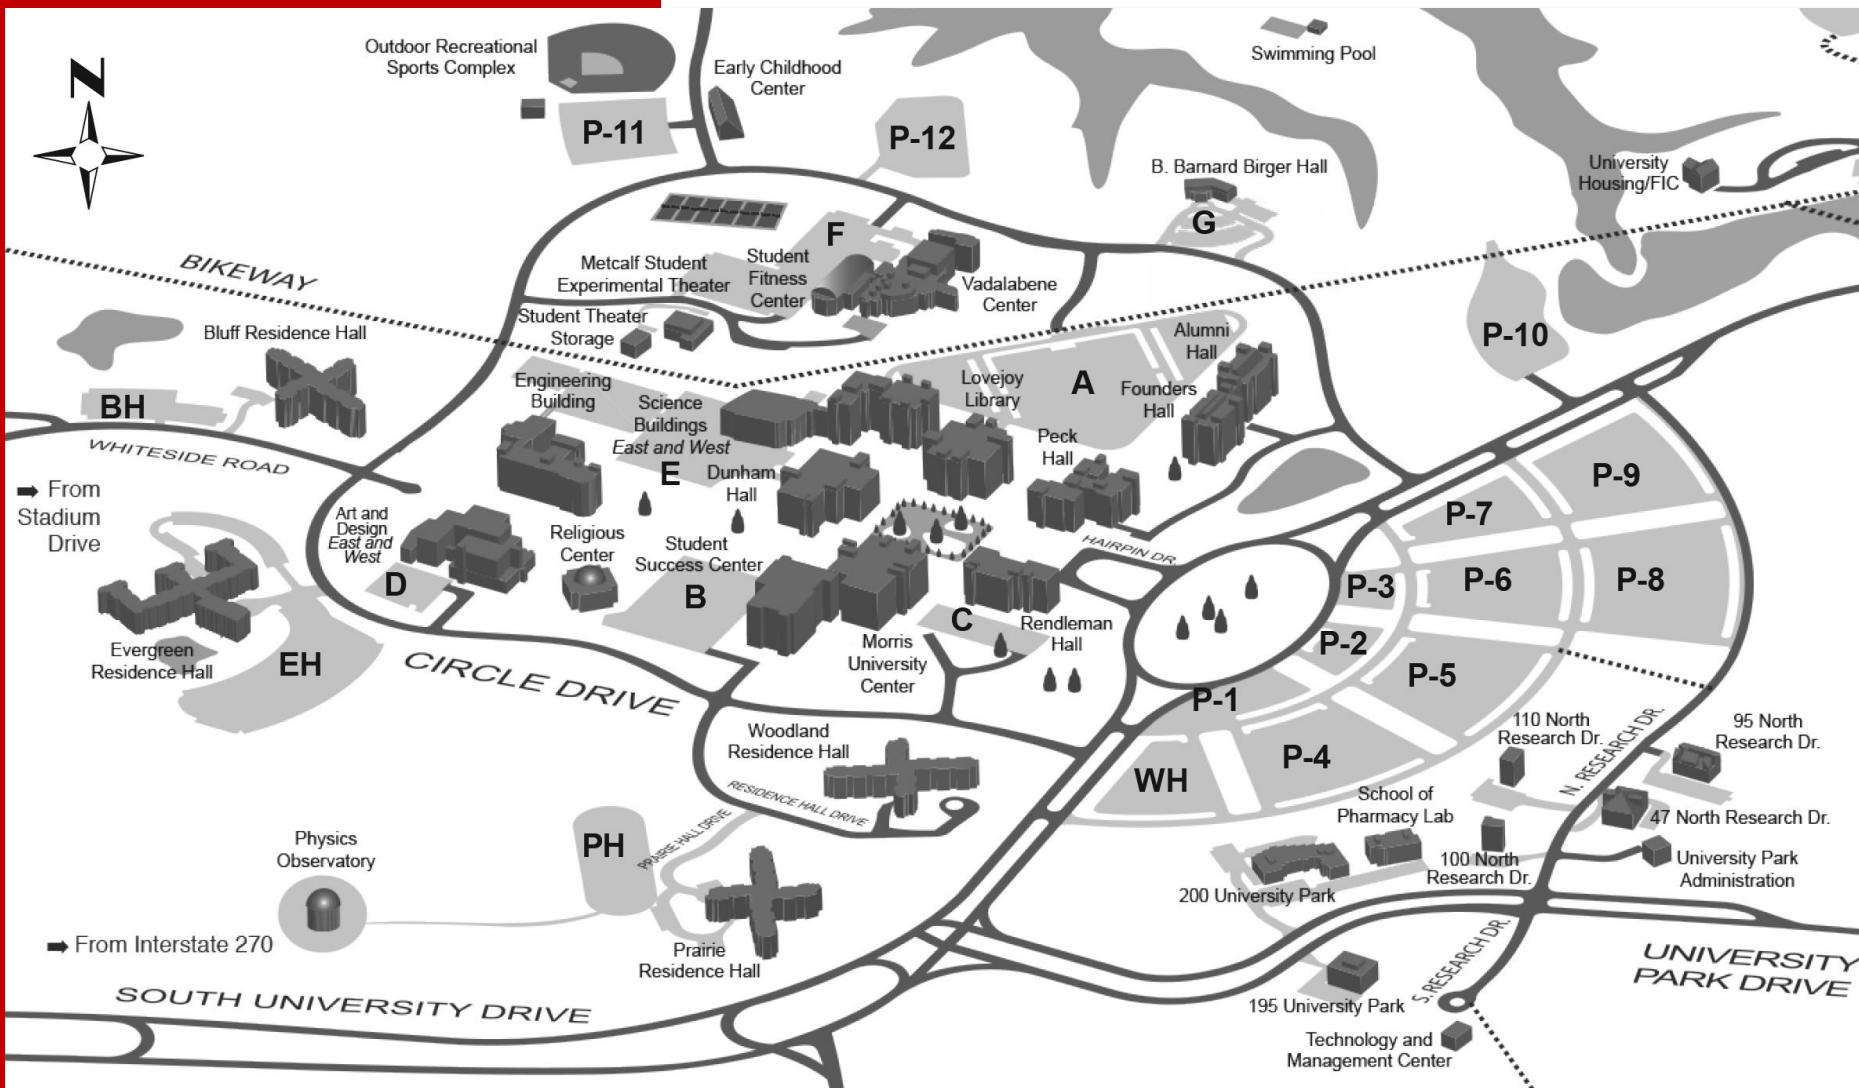 Outdoor Recreational
Sports Complex
Early Childhood
Center
Swimming Pool
N
P-11
P-12
B. Barnard Birger Hall
University
Housing/FIC
G
F
BIKEWAY
Metcalf Student
Experimental Theater
Student
Fitness
Center
Vadalabene
Center
Student Theater
Storage
Bluff Residence Hall
Alumni
Hall
P-10
BH
Engineering
Building
Science
Buildings
East and West
E
Lovejoy
Library
A
Founders
Hall
WHITESIDE ROAD
Dunham
Hall
Peck
Hall
P-9
From
Stadium
Drive
Art and
Design
East and
West
D
Religious
Center
Student
Success Center
B
HAIRPIN DR.
P-7
P-3
P-6
P-8
C
Rendleman
Hall
Morris
University
Center
P-2
P-5
P-1
Evergreen
Residence Hall
EH
CIRCLE DRIVE
Woodland
Residence Hall
WH
P-4
110 North
Research Dr.
N. RESEARCH DR.
95 North
Research Dr.
RESIDENCE HALL DRIVE
PRAIRIE HALL DRIVE
School of
Pharmacy Lab
47 North Research Dr.
Physics
Observatory
PH
100 North
Research Dr.
University Park
Administration
200 University Park
From Interstate 270
Prairie
Residence Hall
S. RESEARCH DR.
UNIVERSITY
PARK DRIVE
SOUTH UNIVERSITY DRIVE
195 University Park
Technology and
Management Center